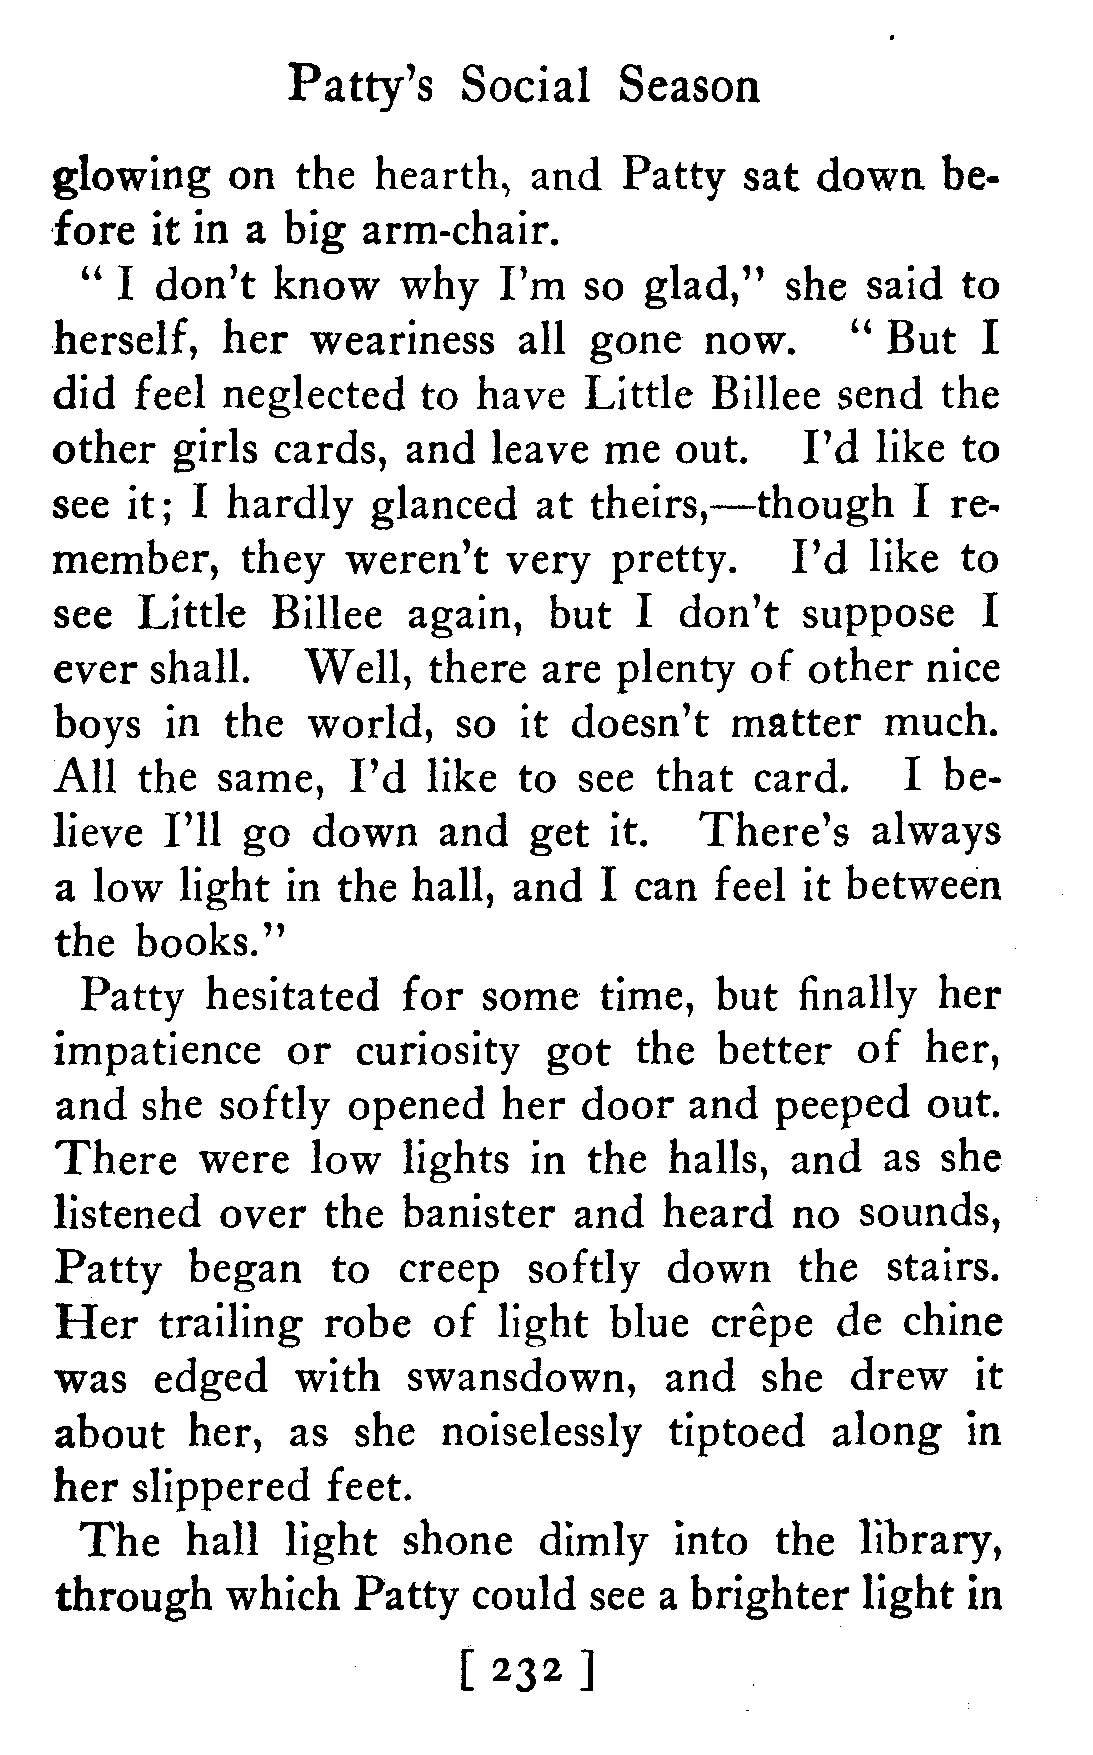 Patty's Social Season
glowing on the hearth, and Patty sat down be-
fore it in a big arm-chair.
" I don't know why I'm so glad," she said to
herself, her weariness all gone now. " But I
did feel neglected to have Little Billee send the
other girls cards, and leave me out. I'd like to
see it; I hardly glanced at theirs,—though I re-
member, they weren't very pretty. I'd like to
see Little Billee again, but I don't suppose I
ever shall. Well, there are plenty of other nice
boys in the world, so it doesn't matter much.
All the same, I'd like to see that card. I be-
lieve I'll go down and get it. There's always
a low light in the hall, and I can feel it between
the books."
Patty hesitated for some time, but finally her
impatience or curiosity got the better of her,
and she softly opened her door and peeped out.
There were low lights in the halls, and as she
listened over the banister and heard no sounds,
Patty began to creep softly down the stairs.
Her trailing robe of light blue crêpe de chine
was edged with swansdown, and she drew it
about her, as she noiselessly tiptoed along in
her slippered feet.
The hall light shone dimly into the library,
through which Patty could see a brighter light in
[ 232 ]